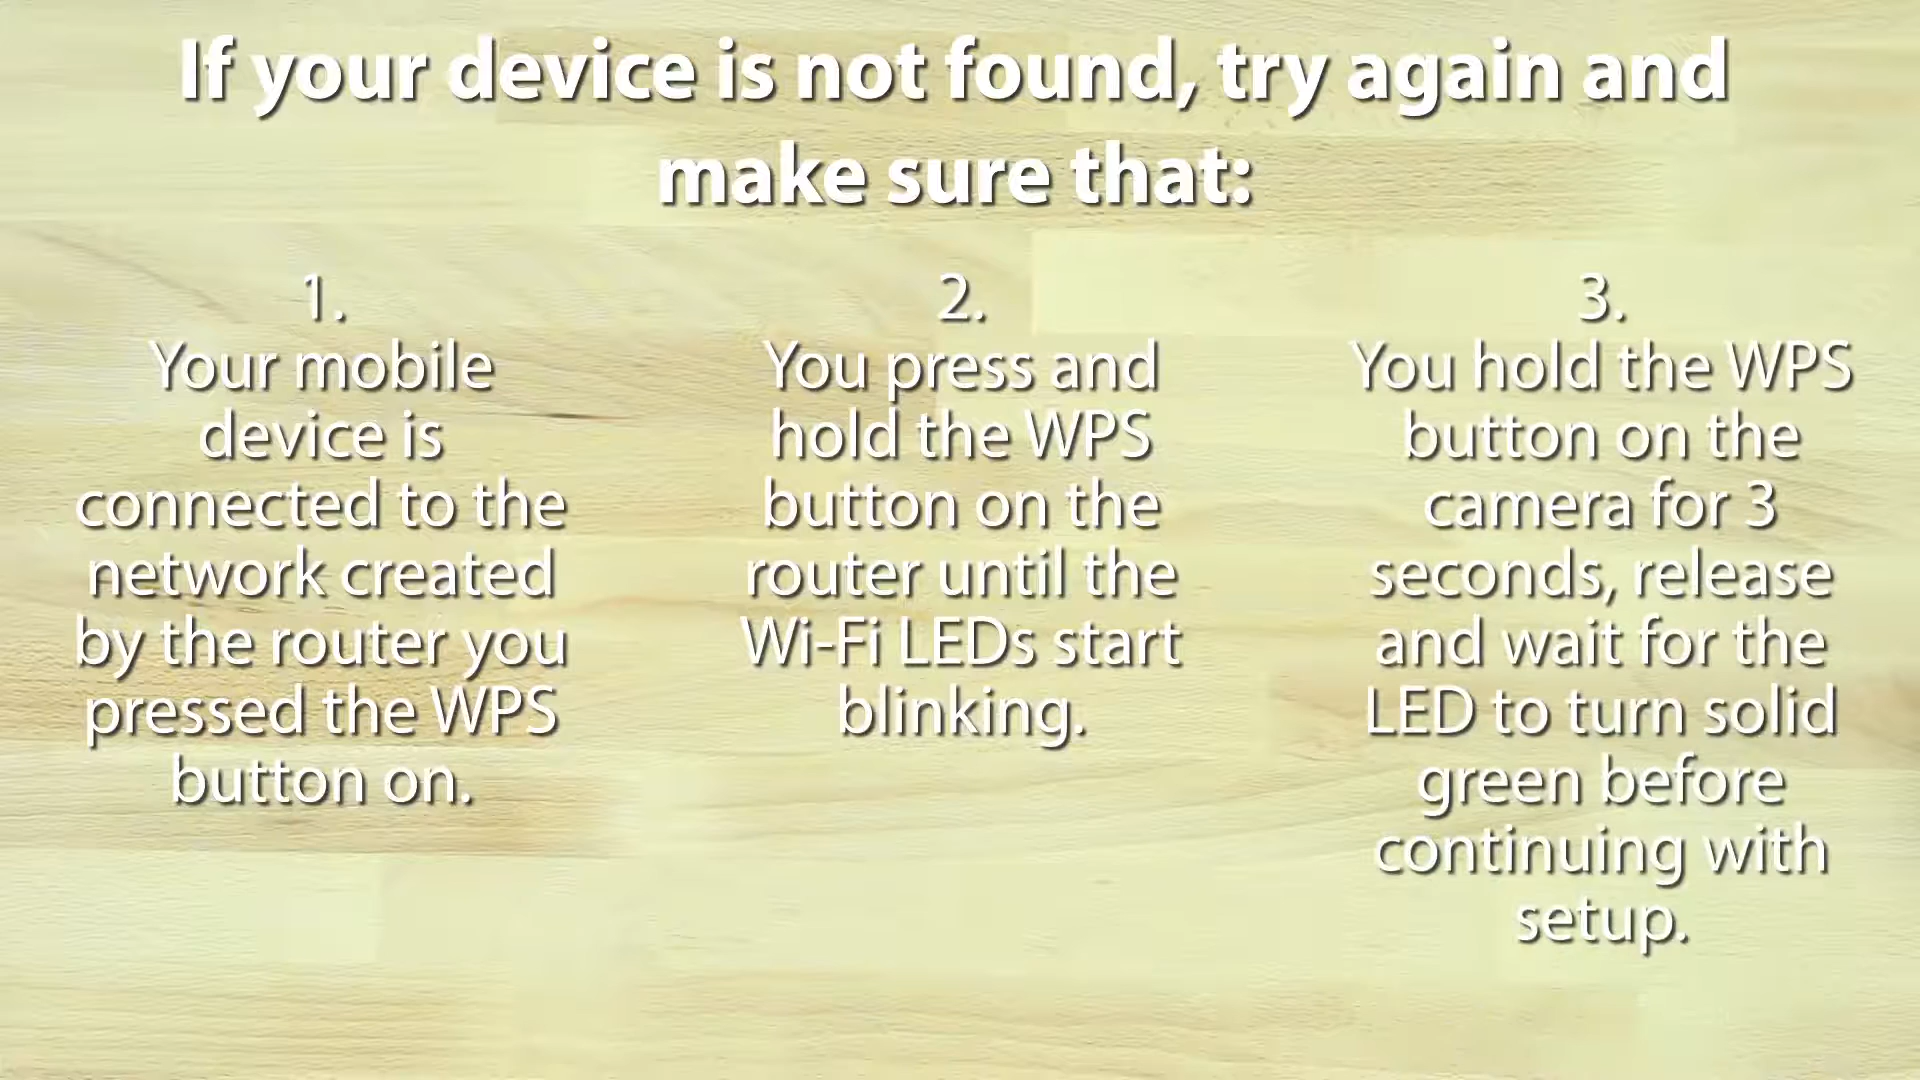 If your device is not found, try again and
make sure that:
1.
Your mobile
device is
connected to the
network created
by the router you
pressed the WPS
button on.
2.
You press and
hold the WPS
button on the
router until the
Wi-Fi LEDs start
blinking.
3.
You hold the WPS
button on the
camera for 3
seconds, release
and wait for the
LED to turn solid
green before
continuing with
setup.